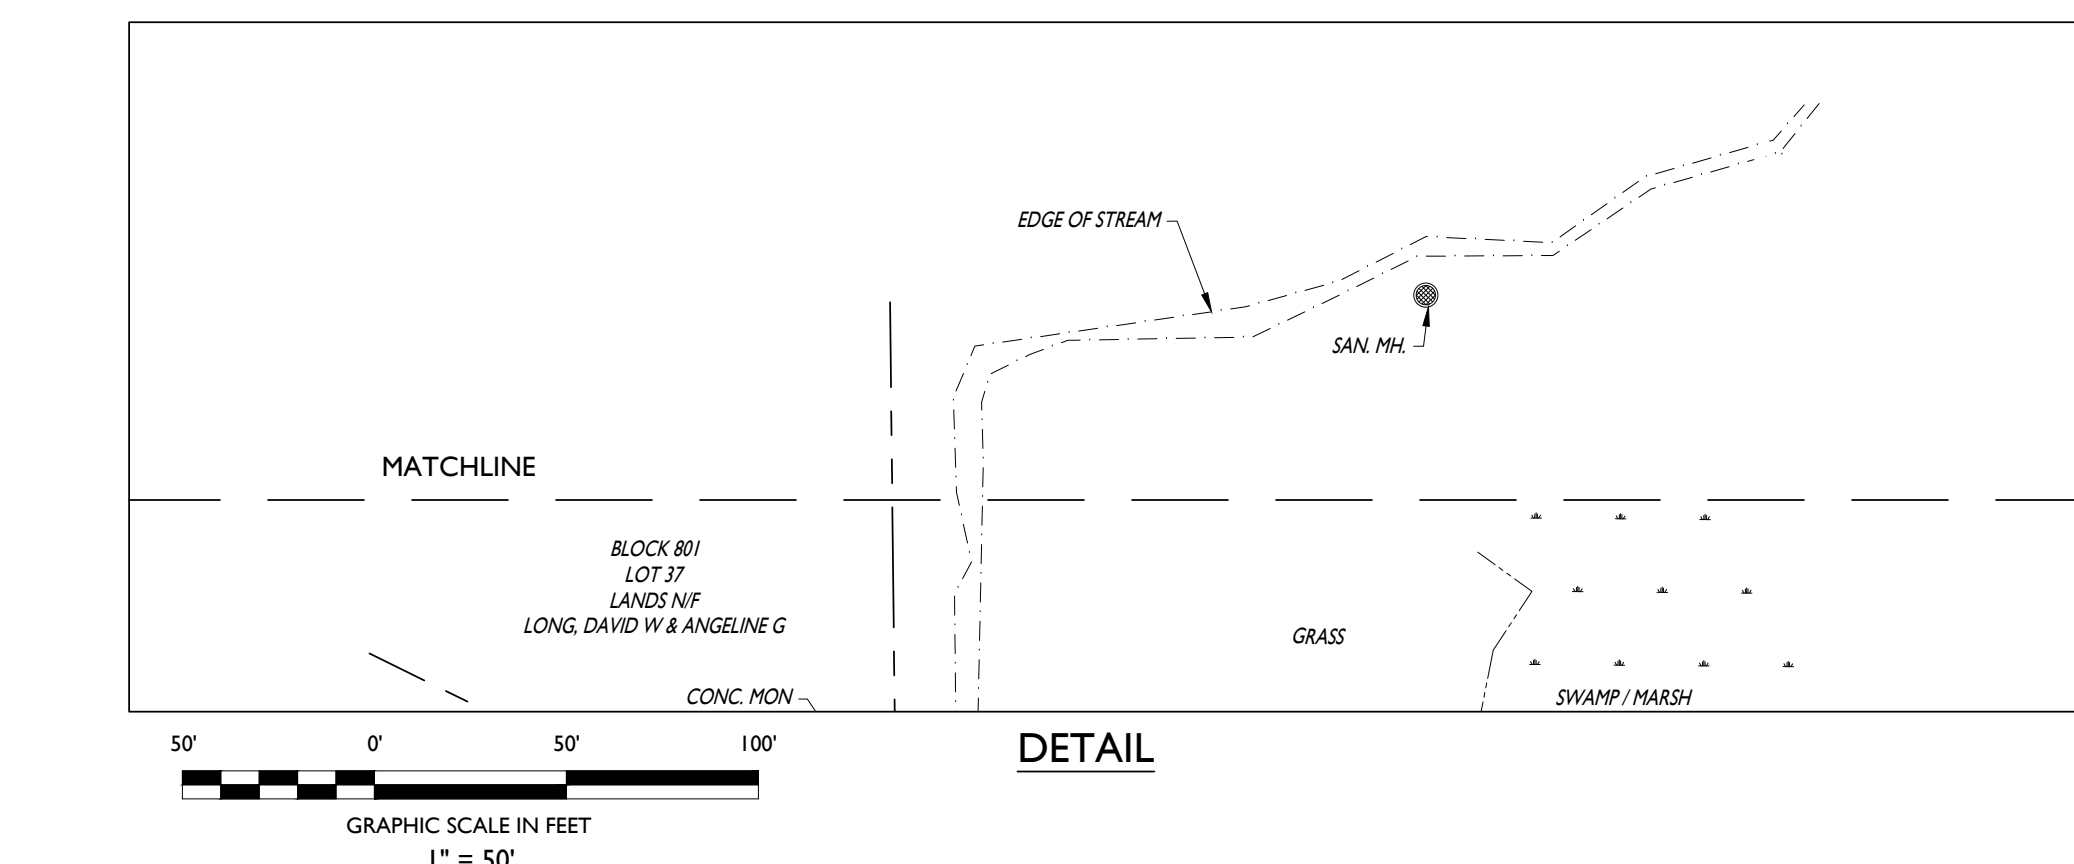 EDGE OF STREAM
SAN. MH.
MATCHLINE
BLOCK 801
LOT 37
LANDS N/F
LONG, DAVID W & ANGELINE G
GRASS
CONC. MON
SWAMP / MARSH
50' 0' 50' 100'
DETAIL
GRAPHIC SCALE IN FEET
1" = 50'